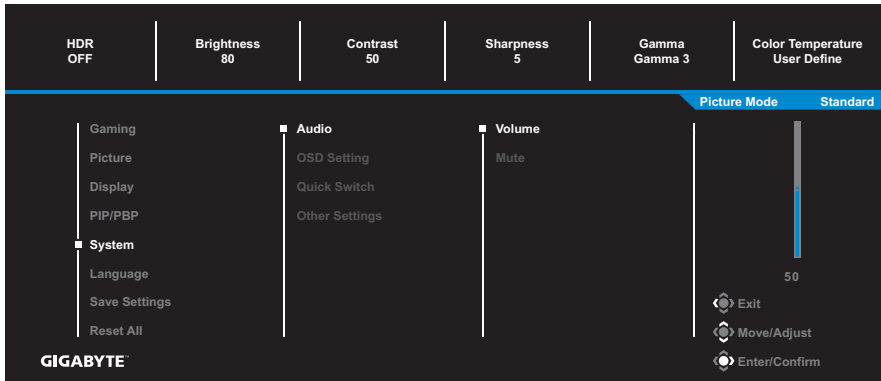 HDR
OFF
Brightness
80
Contrast
50
Sharpness
5
Gamma
Gamma 3
Color Temperature
User Define
Picture Mode Standard
Gaming
Picture
Display
PIP/PBP
System
Language
Save Settings
Reset All
Audio
OSD Setting
Quick Switch
Other Settings
Volume
Mute
50
Exit
Move/Adjust
Enter/Confirm
GIGABYTE™